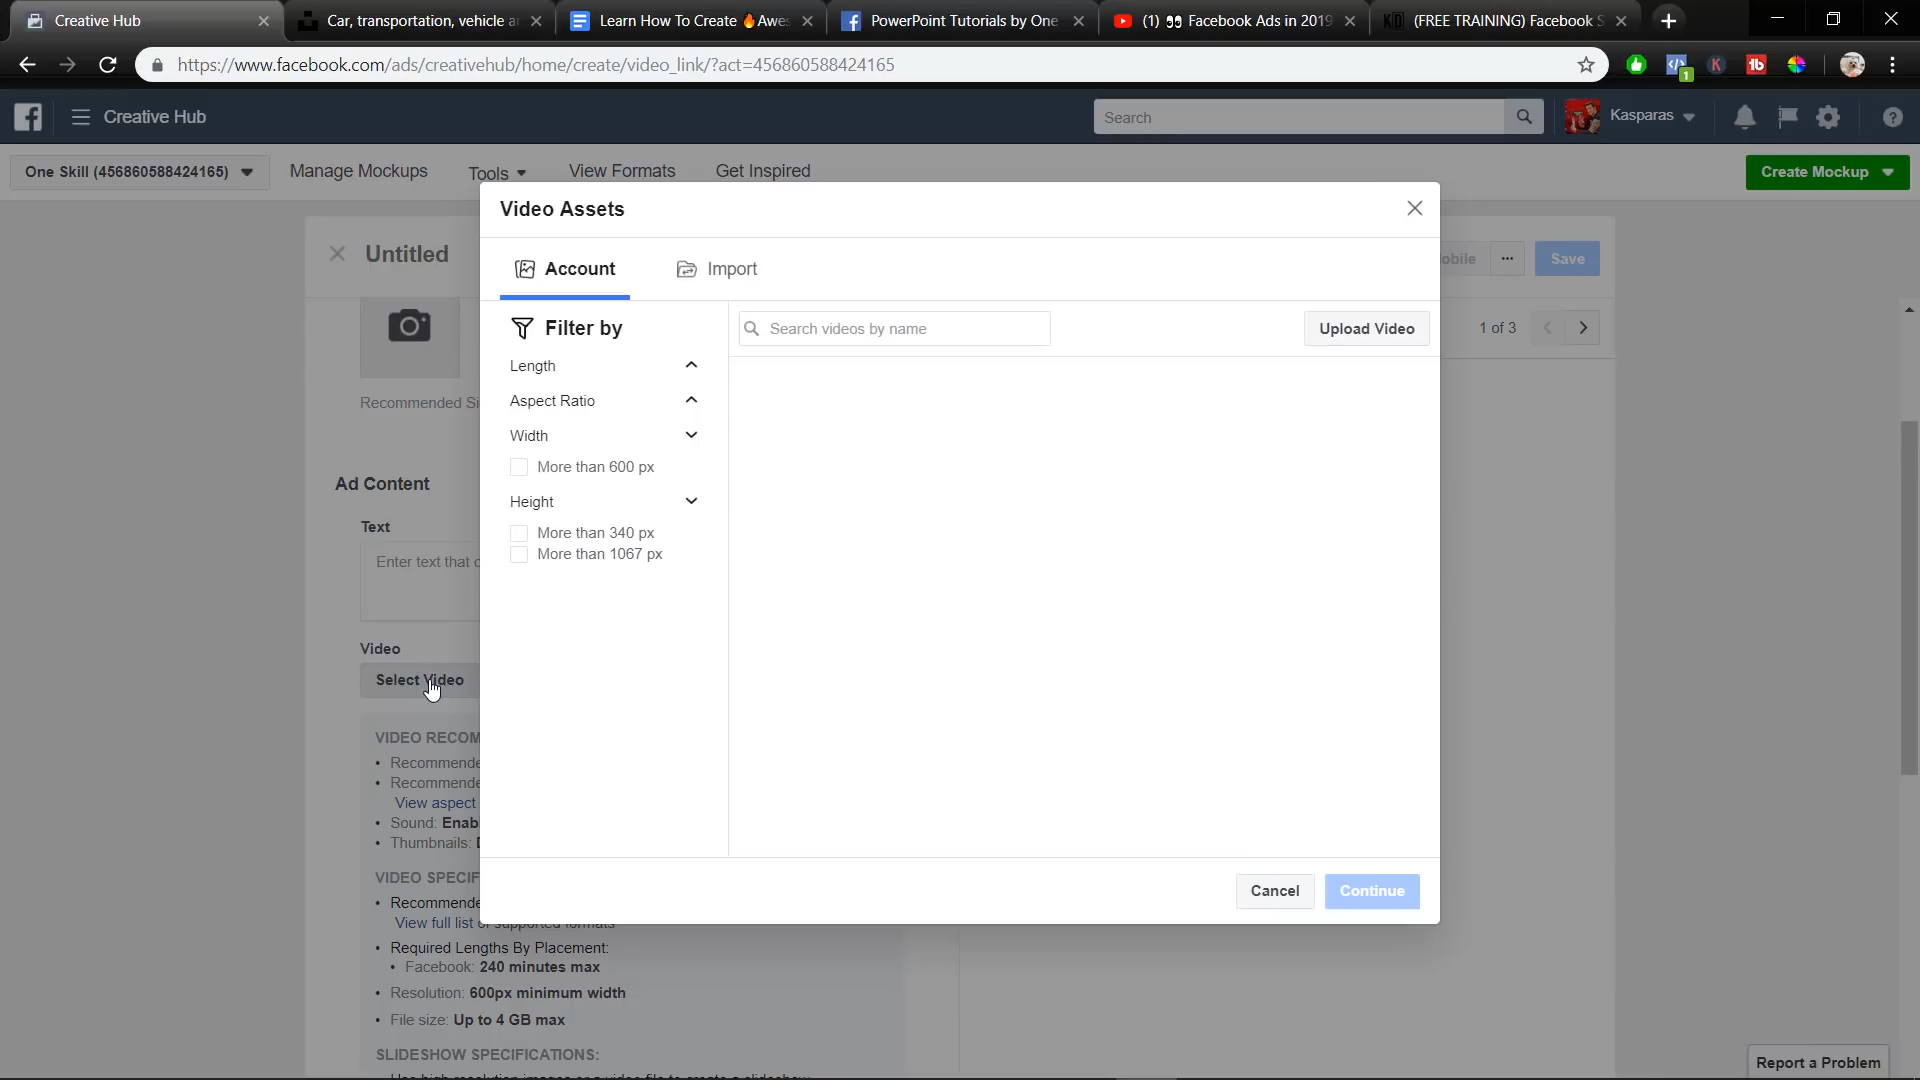 Creative Hub
Car, transportation, vehicle a
Learn How To Create 🔥Awes
PowerPoint Tutorials by One
(1) 👀 Facebook Ads in 2019
(FREE TRAINING) Facebook S
https://www.facebook.com/ads/creativehub/home/create/video_link/?act=456860588424165
1
Creative Hub
Search
Kasparas
One Skill (456860588424165)
Manage Mockups
Tools
View Formats
Get Inspired
Create Mockup
Untitled
obile
...
Save
1 of 3
Recommended Si
Ad Content
Text
Enter text that c
Video
Select Video
VIDEO RECOM
• Recommende
• Recommende
View aspect
• Sound: Enab
• Thumbnails:
VIDEO SPECIF
• Recommende
View full list of supported formats
• Required Lengths By Placement:
• Facebook: 240 minutes max
• Resolution: 600px minimum width
• File size: Up to 4 GB max
SLIDESHOW SPECIFICATIONS:
Video Assets
Account
Import
Filter by
Length
Aspect Ratio
Width
More than 600 px
Height
More than 340 px
More than 1067 px
Search videos by name
Upload Video
Cancel
Continue
Report a Problem